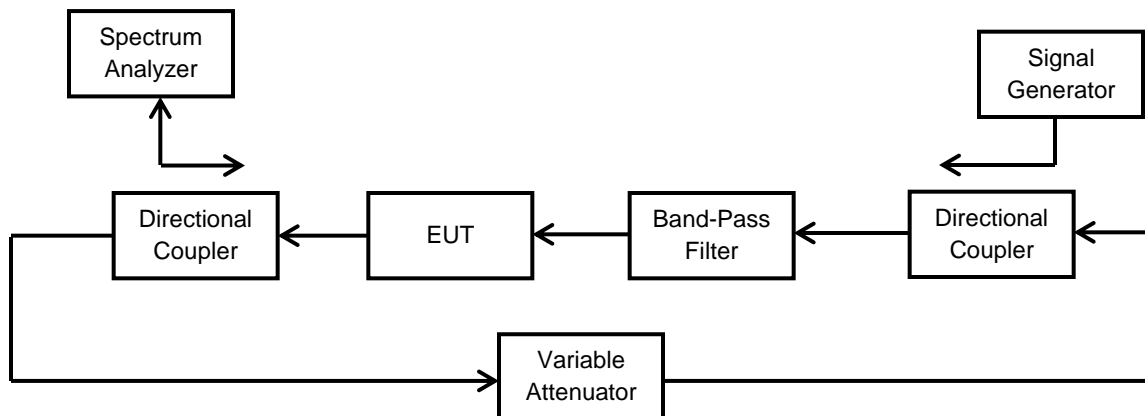 Spectrum
Analyzer
Signal
Generator
Directional
Coupler
EUT
Band-Pass
Filter
Directional
Coupler
Variable
Attenuator